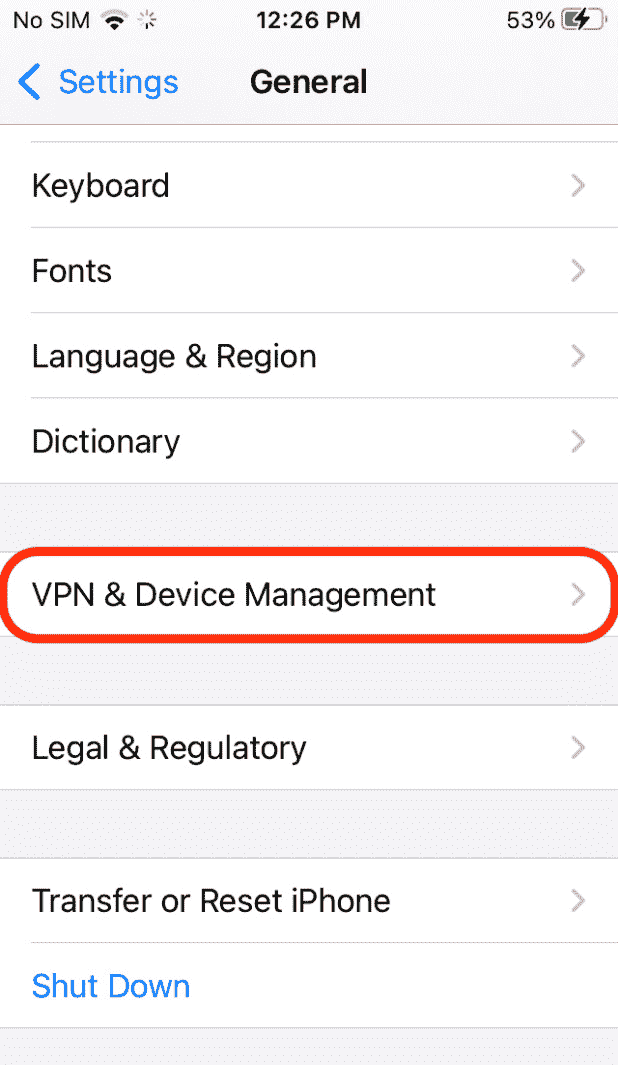 No SIM 12:26 PM 53%
Settings General
Keyboard
Fonts
Language & Region
Dictionary
VPN & Device Management
Legal & Regulatory
Transfer or Reset iPhone
Shut Down